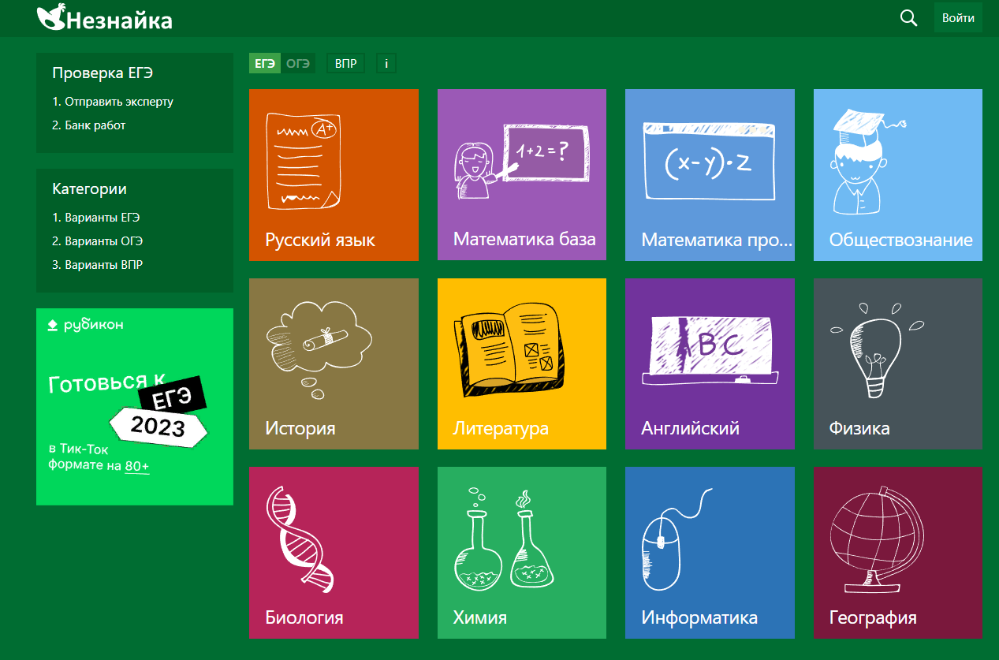 Незнайка
Войти
Проверка ЕГЭ
1. Отправить эксперту
2. Банк работ
Категории
1. Варианты ЕГЭ
2. Варианты ОГЭ
3. Варианты ВПР
рубикон
Готовься к
ЕГЭ
2023
в Тик-Ток
формате на 80+
ЕГЭ ОГЭ ВПР i
A+
Русский язык
1+2=?
Математика база
(x-y)·z
Математика про...
Обществознание
История
Литература
ABC
Английский
Физика
Биология
Химия
Информатика
География